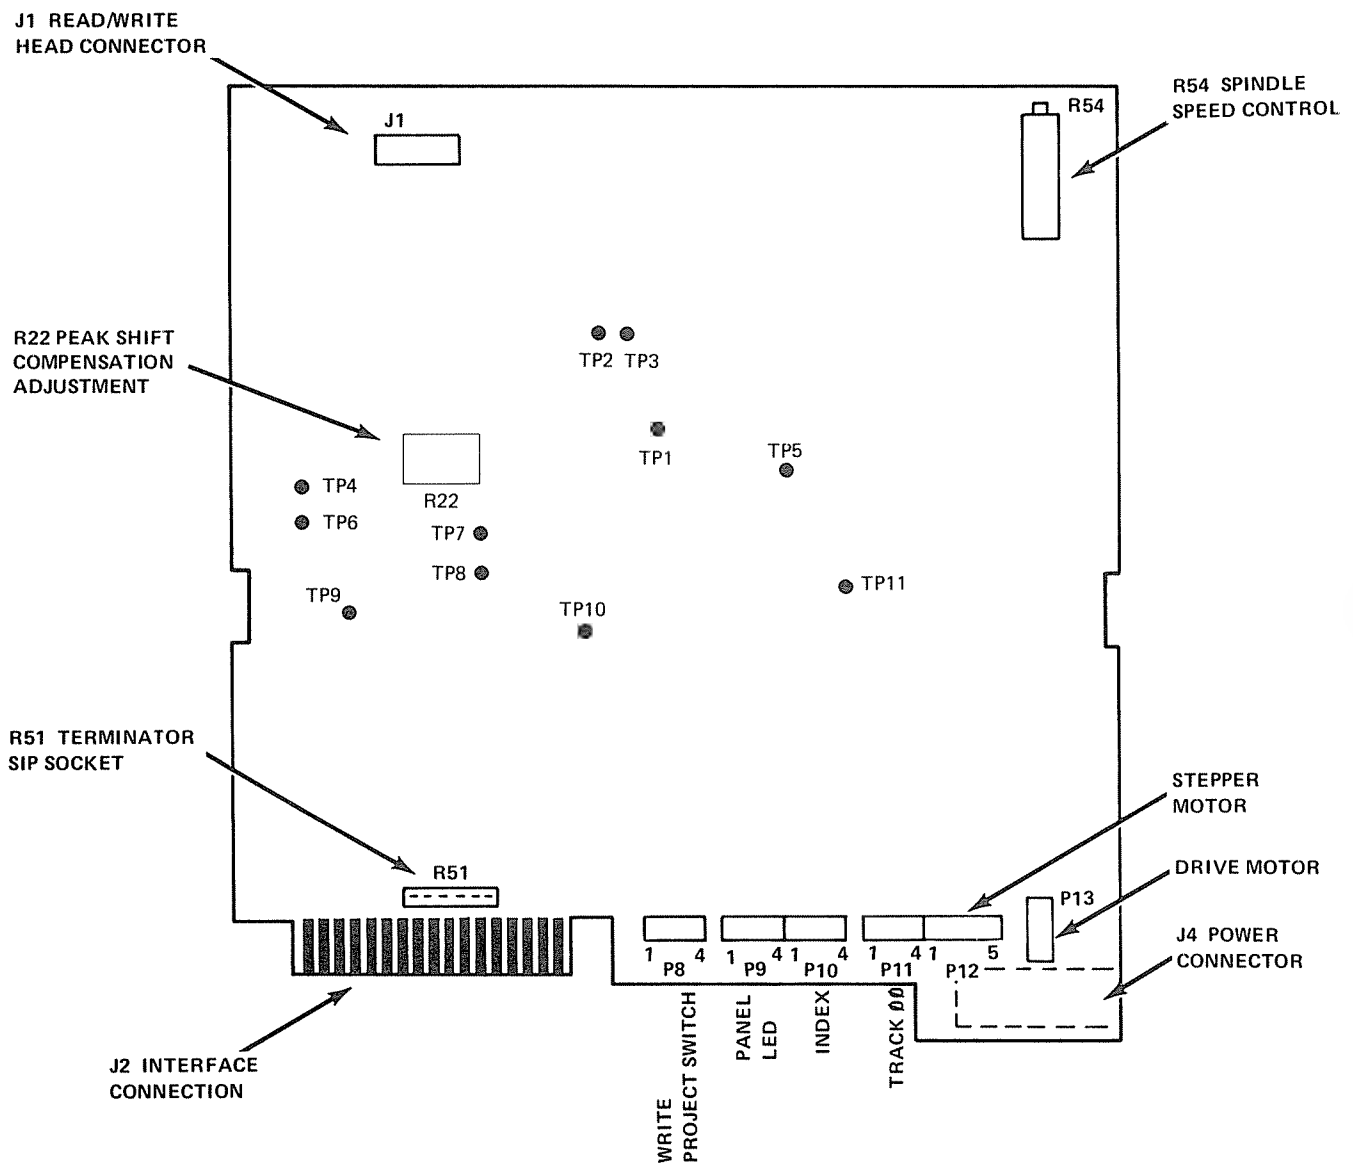 J1 READ/WRITE
HEAD CONNECTOR
R54 SPINDLE
SPEED CONTROL
J1
R54
R22 PEAK SHIFT
COMPENSATION
ADJUSTMENT
TP2 TP3
TP1
TP5
TP4
R22
TP6
TP7
TP8
TP11
TP9
TP10
R51 TERMINATOR
SIP SOCKET
STEPPER
MOTOR
R51
DRIVE MOTOR
P13
J4 POWER
CONNECTOR
1 4 1 4 1 4 1 4 1 5
P8 P9 P10 P11 P12
WRITE
PROJECT SWITCH
PANEL
LED
INDEX
TRACK 00
J2 INTERFACE
CONNECTION